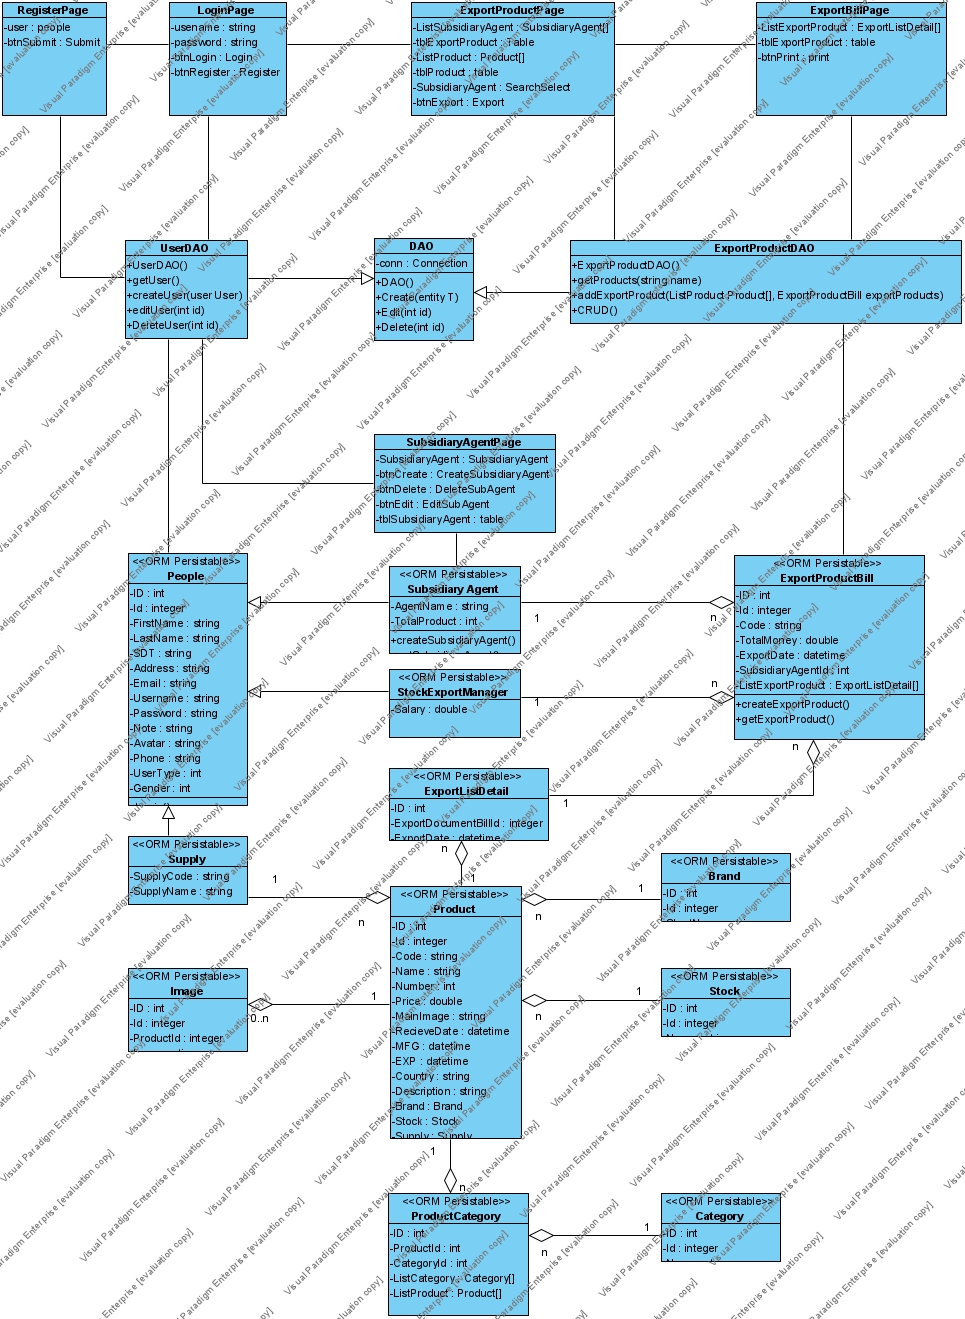 RegisterPage
-user : people
-btnSubmit : Submit
LoginPage
-usename : string
-password : string
-btnLogin : Login
-btnRegister : Register
ExportProductPage
-ListSubsidiaryAgent : SubsidiaryAgent[]
-tblExportProduct : Table
-ListProduct : Product[]
-tblProduct : table
-SubsidiaryAgent : SearchSelect
-btnExport : Export
ExportBillPage
-ListExportProduct : ExportListDetail[]
-tblExportProduct : table
-btnPrint : print
UserDAO
+UserDAO()
+getUser()
+createUser(user User)
+editUser(int id)
+DeleteUser(int id)
DAO
-conn : Connection
+DAO()
+Create(entity T)
+Edit(int id)
+Delete(int id)
ExportProductDAO
+ExportProductDAO()
+getProducts(string name)
+addExportProduct(ListProduct Product[], ExportProductBill exportProducts)
+CRUD()
SubsidiaryAgentPage
-SubsidiaryAgent : SubsidiaryAgent
-btnCreate : CreateSubsidiaryAgent
-btnDelete : DeleteSubAgent
-btnEdit : EditSubAgent
-tblSubsidiaryAgent : table
<<ORM Persistable>>
People
-ID : int
-Id : integer
-FirstName : string
-LastName : string
-SDT : string
-Address : string
-Email : string
-Username : string
-Password : string
-Note : string
-Avatar : string
-Phone : string
-UserType : int
-Gender : int
<<ORM Persistable>>
Subsidiary Agent
-AgentName : string
-TotalProduct : int
+createSubsidiaryAgent()
1
n
<<ORM Persistable>>
StockExportManager
-Salary : double
1
n
<<ORM Persistable>>
ExportProductBill
-ID : int
-Id : integer
-Code : string
-TotalMoney : double
-ExportDate : datetime
-SubsidiaryAgentId : int
-ListExportProduct : ExportListDetail[]
+createExportProduct()
+getExportProduct()
n
<<ORM Persistable>>
ExportListDetail
-ID : int
-ExportDocumentBillId : integer
-ExportDate : datetime
1
n
1
<<ORM Persistable>>
Supply
-SupplyCode : string
-SupplyName : string
1
n
<<ORM Persistable>>
Product
-ID : int
-Id : integer
-Code : string
-Name : string
-Number : int
-Price : double
-MainImage : string
-RecieveDate : datetime
-MFG : datetime
-EXP : datetime
-Country : string
-Description : string
-Brand : Brand
-Stock : Stock
-Supply : Supply
<<ORM Persistable>>
Brand
-ID : int
-Id : integer
1
n
<<ORM Persistable>>
Image
-ID : int
-Id : integer
-ProductId : integer
0..n
1
<<ORM Persistable>>
Stock
-ID : int
-Id : integer
1
n
1
n
<<ORM Persistable>>
ProductCategory
-ID : int
-ProductId : int
-CategoryId : int
-ListCategory : Category[]
-ListProduct : Product[]
n
1
<<ORM Persistable>>
Category
-ID : int
-Id : integer
Visual Paradigm Enterprise [evaluation copy]